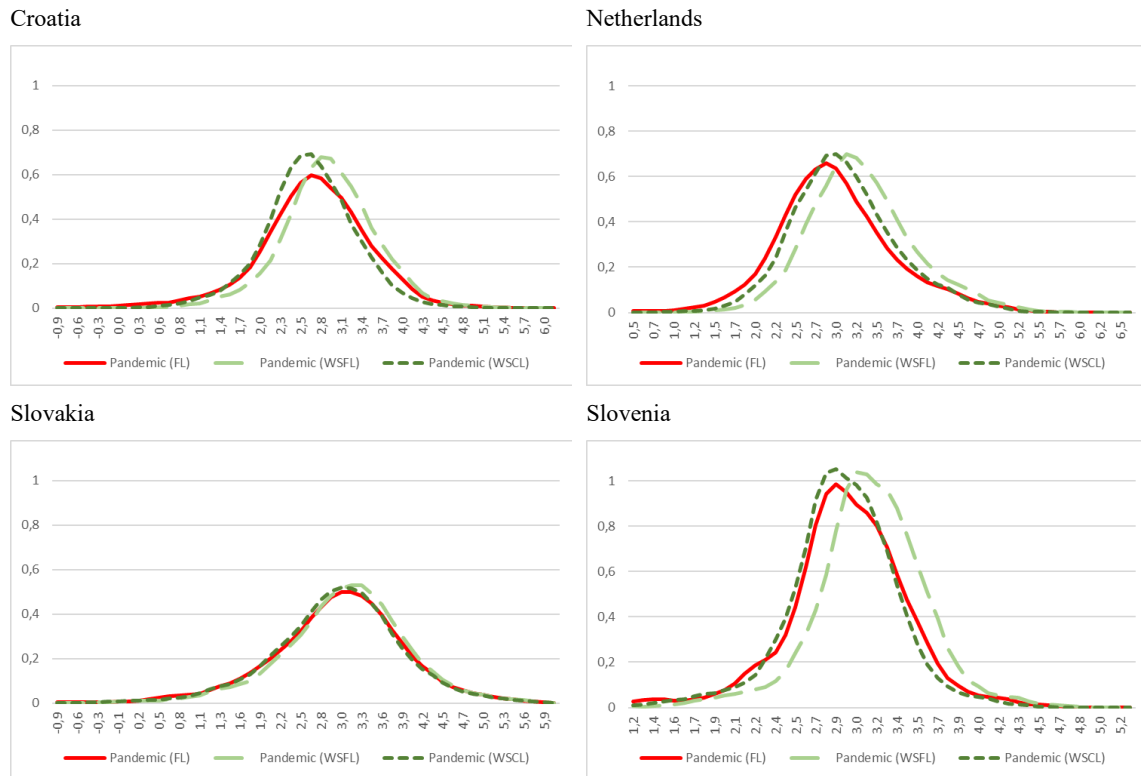 Croatia
Netherlands
1
0,8
0,6
0,4
0,2
0
-0,9 -0,6 -0,3 0,0 0,3 0,6 0,8 1,1 1,4 1,7 2,0 2,2 2,5 2,8 3,1 3,4 3,7 4,0 4,3 4,5 4,8 5,1 5,4 5,7 6,0
Pandemic (FL) Pandemic (WSFL) Pandemic (WSCL)
1
0,8
0,6
0,4
0,2
0
0,5 0,7 1,0 1,2 1,5 1,7 2,0 2,2 2,5 2,7 3,0 3,2 3,5 3,7 4,0 4,2 4,5 4,7 5,0 5,2 5,5 5,7 6,0 6,2 6,5
Pandemic (FL) Pandemic (WSFL) Pandemic (WSCL)
Slovakia
Slovenia
1
0,8
0,6
0,4
0,2
0
-0,9 -0,6 -0,4 -0,1 0,2 0,5 0,8 1,1 1,3 1,6 1,9 2,2 2,5 2,8 3,0 3,3 3,6 3,9 4,2 4,5 4,7 5,0 5,3 5,6 5,9
Pandemic (FL) Pandemic (WSFL) Pandemic (WSCL)
1
0,8
0,6
0,4
0,2
0
1,2 1,4 1,6 1,7 1,9 2,1 2,2 2,4 2,6 2,7 2,9 3,0 3,2 3,4 3,5 3,7 3,9 4,0 4,2 4,4 4,5 4,7 4,8 5,0 5,2
Pandemic (FL) Pandemic (WSFL) Pandemic (WSCL)